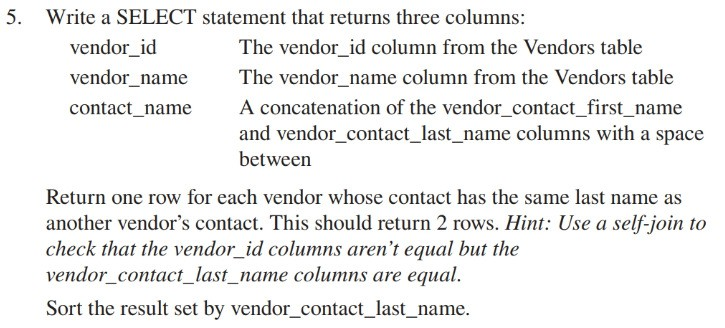 5. Write a SELECT statement that returns three columns:
vendor_id The vendor_id column from the Vendors table
vendor_name The vendor_name column from the Vendors table
contact_name A concatenation of the vendor_contact_first_name
and vendor_contact_last_name columns with a space
between
Return one row for each vendor whose contact has the same last name as
another vendor's contact. This should return 2 rows. Hint: Use a self-join to
check that the vendor_id columns aren't equal but the
vendor_contact_last_name columns are equal.
Sort the result set by vendor_contact_last_name.